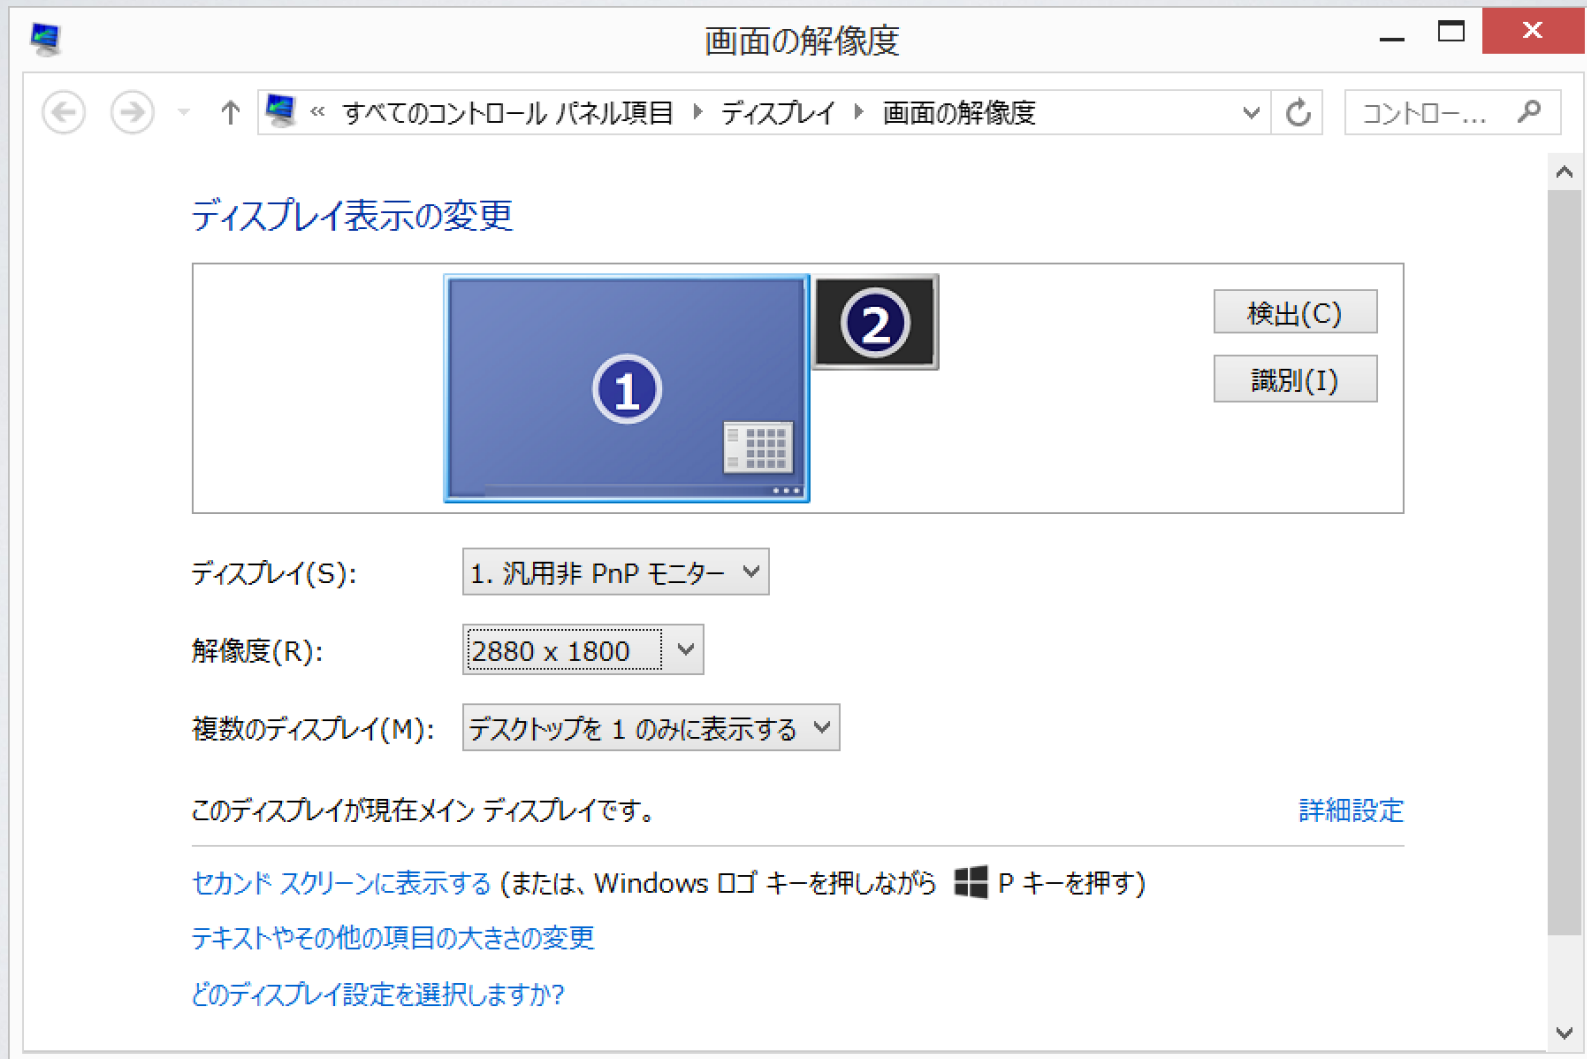 画面の解像度
« すべてのコントロール パネル項目 ディスプレイ 画面の解像度
コントロー...
ディスプレイ表示の変更
1
2
検出(C)
識別(I)
ディスプレイ(S): 1. 汎用非 PnP モニター
解像度(R): 2880 x 1800
複数のディスプレイ(M): デスクトップを 1 のみに表示する
このディスプレイが現在メイン ディスプレイです。 詳細設定
セカンド スクリーンに表示する (または、Windows ロゴ キーを押しながら P キーを押す)
テキストやその他の項目の大きさの変更
どのディスプレイ設定を選択しますか?